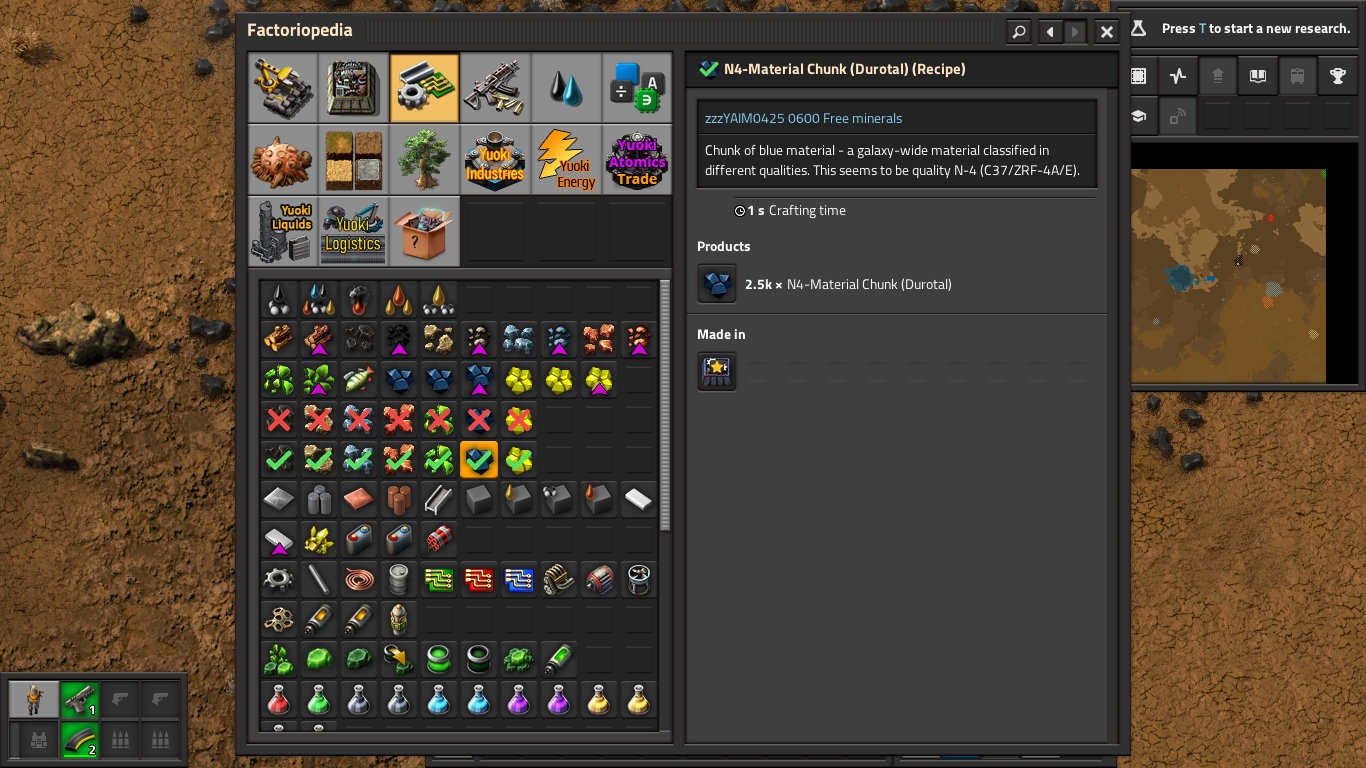 Factoriopedia
Press T to start a new research.
A
Yuoki
Industries
Yuoki
Energy
Yuoki
Atomics
Trade
Yuoki
Liquids
Yuoki
Logistics
?
N4-Material Chunk (Durotal) (Recipe)
zzzYAIM0425 0600 Free minerals
Chunk of blue material - a galaxy-wide material classified in
different qualities. This seems to be quality N-4 (C37/ZRF-4A/E).
1 s Crafting time
Products
2.5k × N4-Material Chunk (Durotal)
Made in
1
2